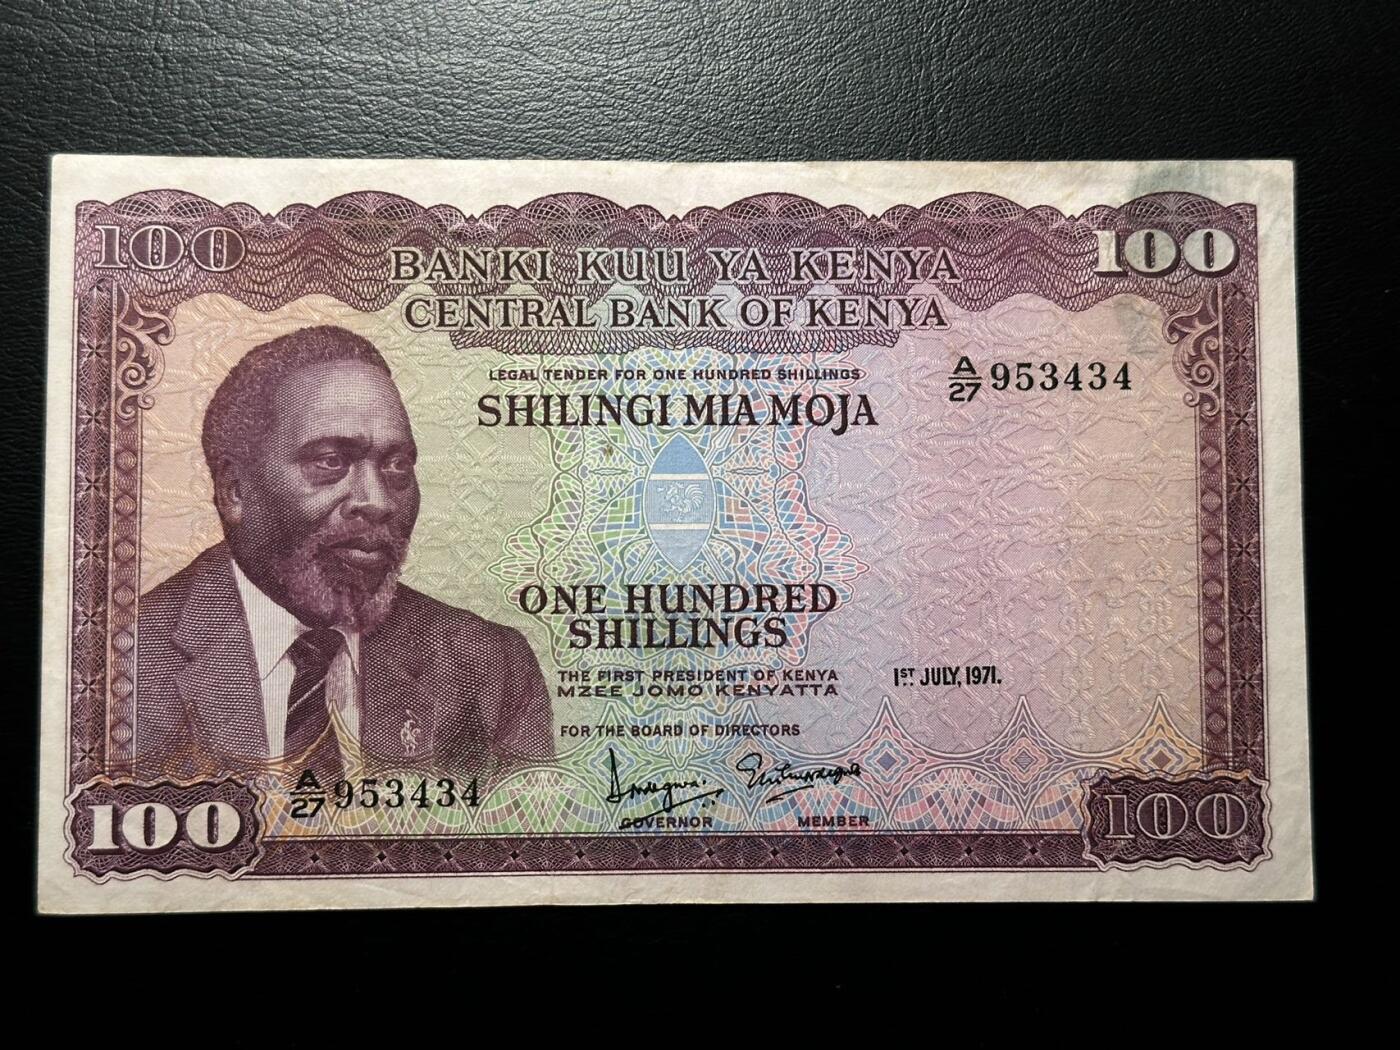 100
100
BANKI KUU YA KENYA
CENTRAL BANK OF KENYA
LEGAL TENDER FOR ONE HUNDRED SHILLINGS
A/27 953434
SHILINGI MIA MOJA
ONE HUNDRED
SHILLINGS
THE FIRST PRESIDENT OF KENYA
MZEE JOMO KENYATTA
1ST JULY, 1971.
FOR THE BOARD OF DIRECTORS
A/27 953434
GOVERNOR
MEMBER
100
100